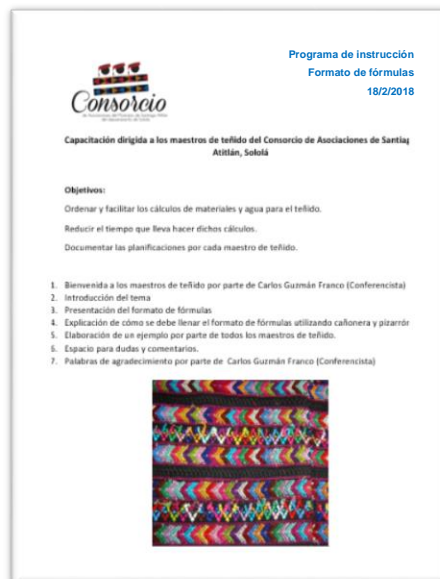 Programa de instrucción
Formato de fórmulas
18/2/2018
Consorcio
Capacitación dirigida a los maestros de teñido del Consorcio de Asociaciones de Santiag
Atitlán, Sololá
Objetivos:
Ordenar y facilitar los cálculos de materiales y agua para el teñido.
Reducir el tiempo que lleva hacer dichos cálculos.
Documentar las planificaciones por cada maestro de teñido.
1. Bienvenida a los maestros de teñido por parte de Carlos Guzmán Franco (Conferencista)
2. Introducción del tema
3. Presentación del formato de fórmulas
4. Explicación de cómo se debe llenar el formato de fórmulas utilizando cañonera y pizarrón
5. Elaboración de un ejemplo por parte de todos los maestros de teñido.
6. Espacio para dudas y comentarios.
7. Palabras de agradecimiento por parte de Carlos Guzmán Franco (Conferencista)